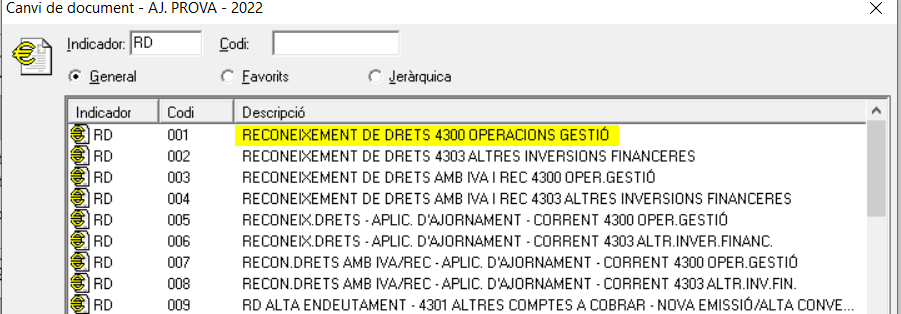 Canvi de document - AJ. PROVA - 2022
Indicador: RD Codi:
General Favorits Jeràrquica
Indicador Codi Descripció
RD 001 RECONEIXEMENT DE DRETS 4300 OPERACIONS GESTIÓ
RD 002 RECONEIXEMENT DE DRETS 4303 ALTRES INVERSIONS FINANCERES
RD 003 RECONEIXEMENT DE DRETS AMB IVA I REC 4300 OPER.GESTIÓ
RD 004 RECONEIXEMENT DE DRETS AMB IVA I REC 4303 ALTRES INVERSIONS FINANCERES
RD 005 RECONEIX.DRETS - APLIC. D'AJORNAMENT - CORRENT 4300 OPER.GESTIÓ
RD 006 RECONEIX.DRETS - APLIC. D'AJORNAMENT - CORRENT 4303 ALTR.INVER.FINANC.
RD 007 RECON.DRETS AMB IVA/REC - APLIC. D'AJORNAMENT - CORRENT 4300 OPER.GESTIÓ
RD 008 RECON.DRETS AMB IVA/REC - APLIC. D'AJORNAMENT - CORRENT 4303 ALTR.INV.FIN.
RD 009 RD ALTA ENDEUTAMENT - 4301 ALTRES COMPTES A COBRAR - NOVA EMISSIÓ/ALTA CONVE...